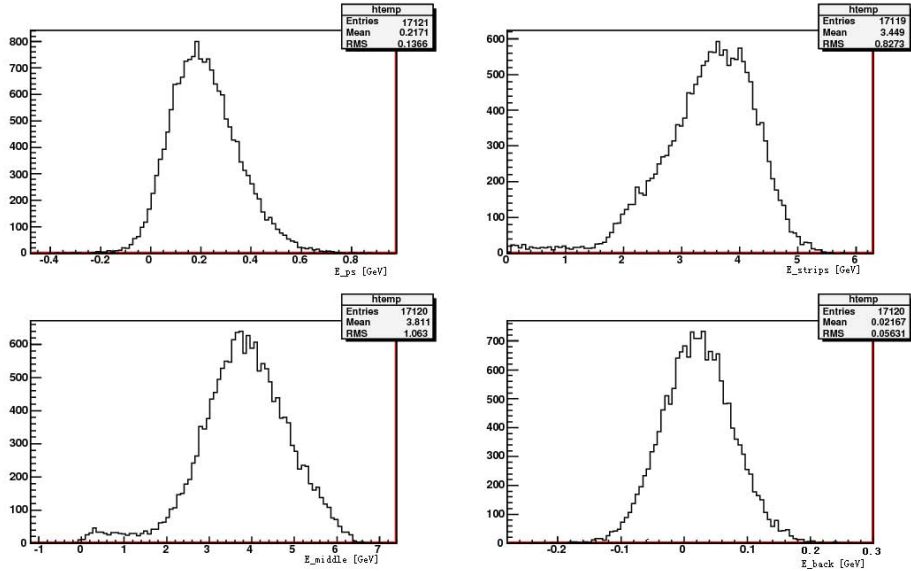 htemp
Entries 17121
Mean 0.2171
RMS 0.1366
800
700
600
500
400
300
200
100
0
-0.4 -0.2 0 0.2 0.4 0.6 0.8
E_ps [GeV]
htemp
Entries 17119
Mean 3.449
RMS 0.8273
600
500
400
300
200
100
0
0 1 2 3 4 5 6
E_strips [GeV]
htemp
Entries 17120
Mean 3.811
RMS 1.063
600
500
400
300
200
100
0
-1 0 1 2 3 4 5 6 7
E_middle [GeV]
htemp
Entries 17120
Mean 0.02167
RMS 0.05631
700
600
500
400
300
200
100
0
-0.2 -0.1 0 0.1 0.2 0.3
E_back [GeV]